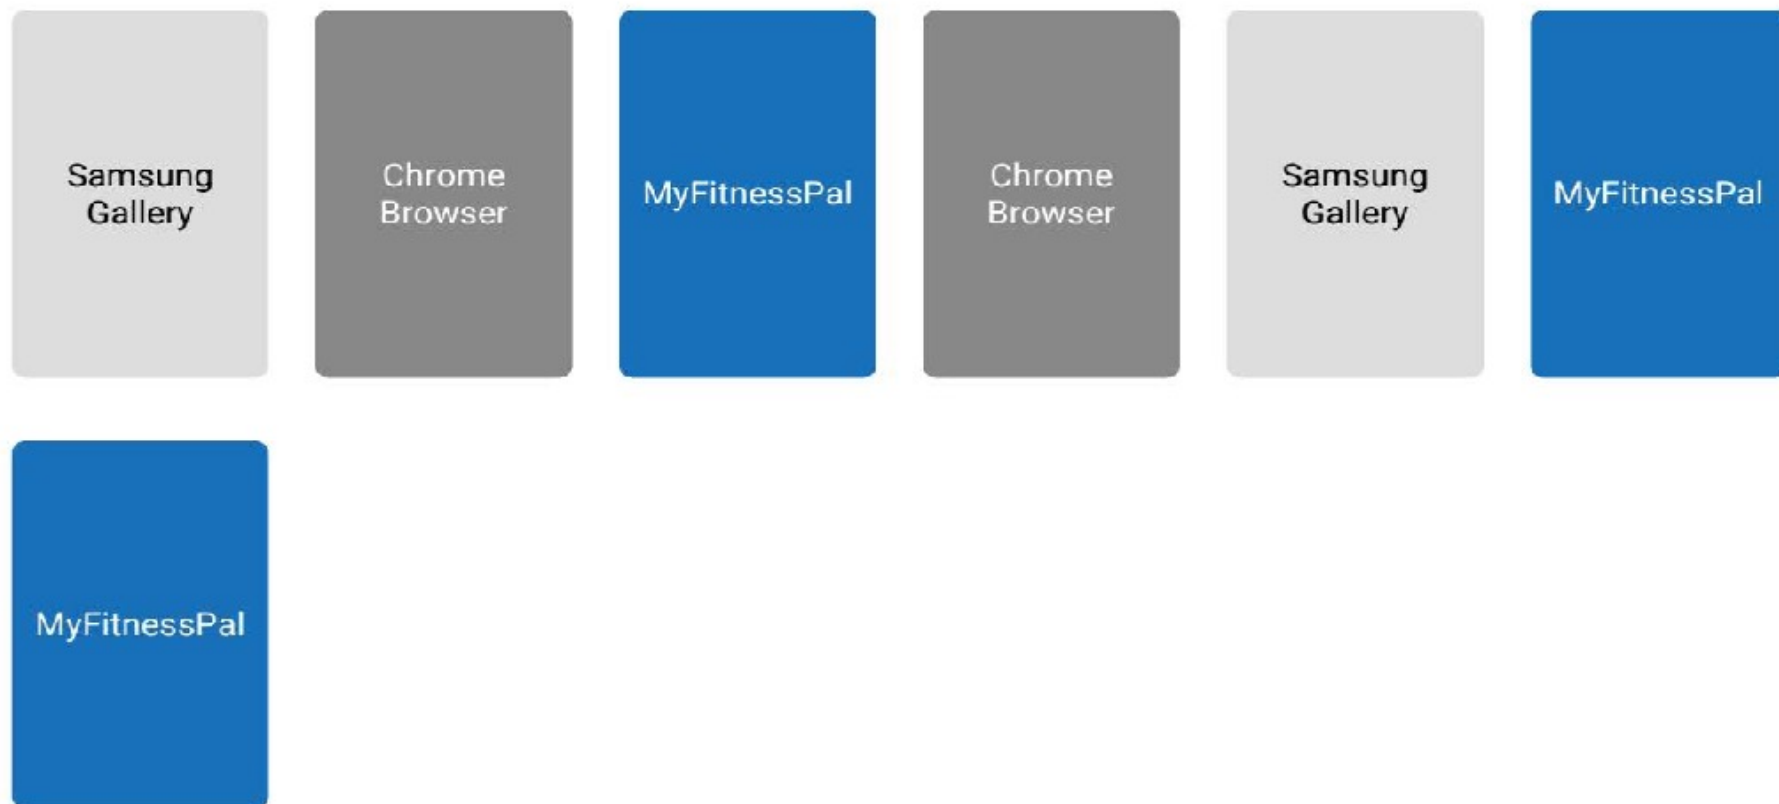 Samsung
Gallery
Chrome
Browser
MyFitnessPal
Chrome
Browser
Samsung
Gallery
MyFitnessPal
MyFitnessPal